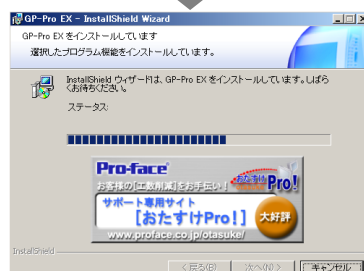 GP-Pro EX - InstallShield Wizard
GP-Pro EX をインストールしています
選択したプログラム機能をインストールしています。
InstallShield ウィザードは、GP-Pro EX をインストールしています。しばら
くお待ちください。
ステータス:
Pro-face
お客様の[工数削減]をお手伝い!
おたすけPro!
サポート専用サイト
[おたすけPro!]
大好評
www.proface.co.jp/otasuke/
InstallShield
< 戻る(B)
次へ(N) >
キャンセル